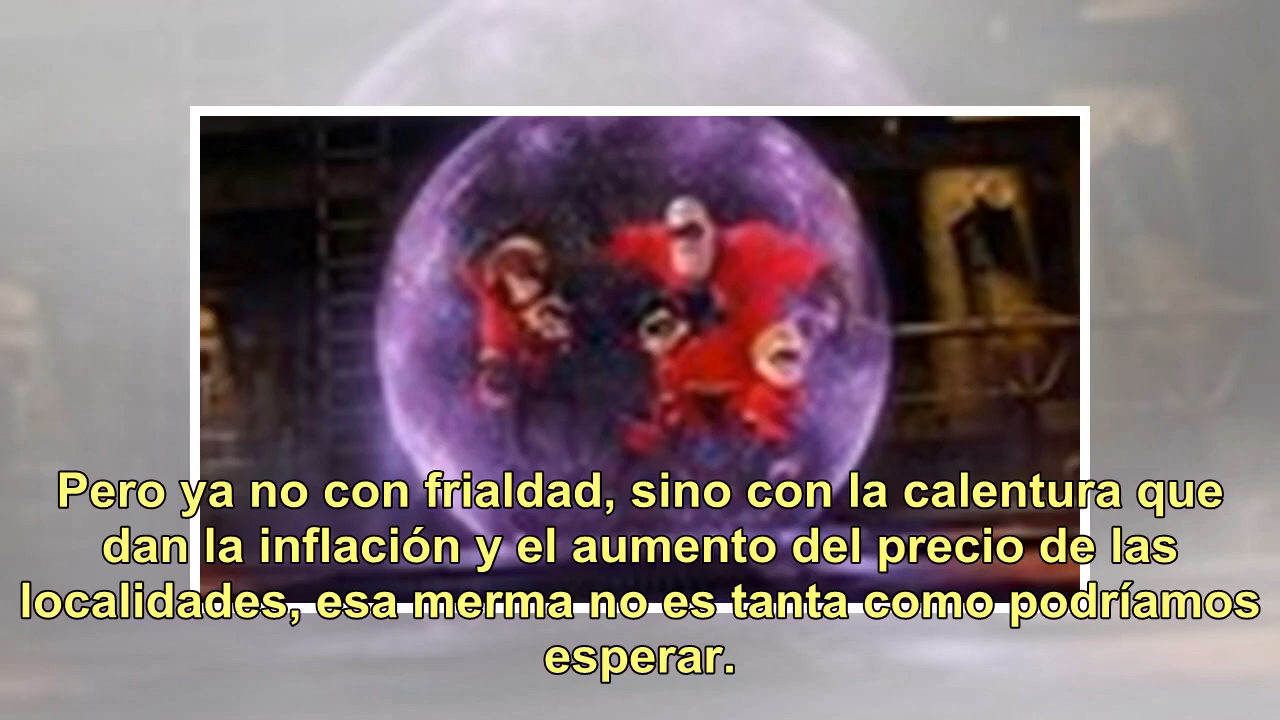 Pero ya no con frialdad, sino con la calentura que
dan la inflación y el aumento del precio de las
localidades, esa merma no es tanta como podríamos
esperar.